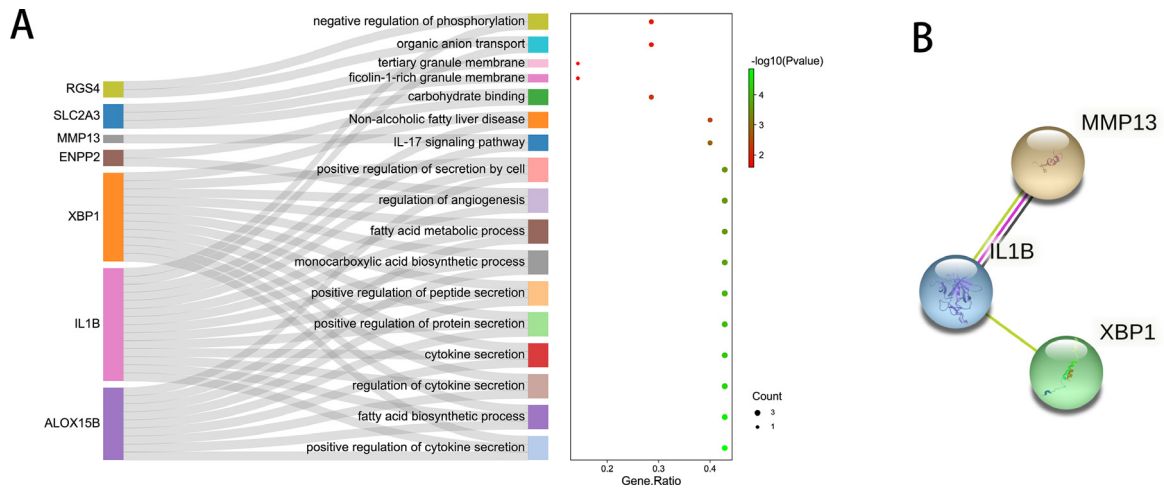 A
RGS4
SLC2A3
MMP13
ENPP2
XBP1
IL1B
ALOX15B
negative regulation of phosphorylation
organic anion transport
tertiary granule membrane
ficolin-1-rich granule membrane
carbohydrate binding
Non-alcoholic fatty liver disease
IL-17 signaling pathway
positive regulation of secretion by cell
regulation of angiogenesis
fatty acid metabolic process
monocarboxylic acid biosynthetic process
positive regulation of peptide secretion
positive regulation of protein secretion
cytokine secretion
regulation of cytokine secretion
fatty acid biosynthetic process
positive regulation of cytokine secretion
0.2 0.3 0.4
Gene.Ratio
-log10(Pvalue)
4
3
2
Count
3
1
B
MMP13
IL1B
XBP1